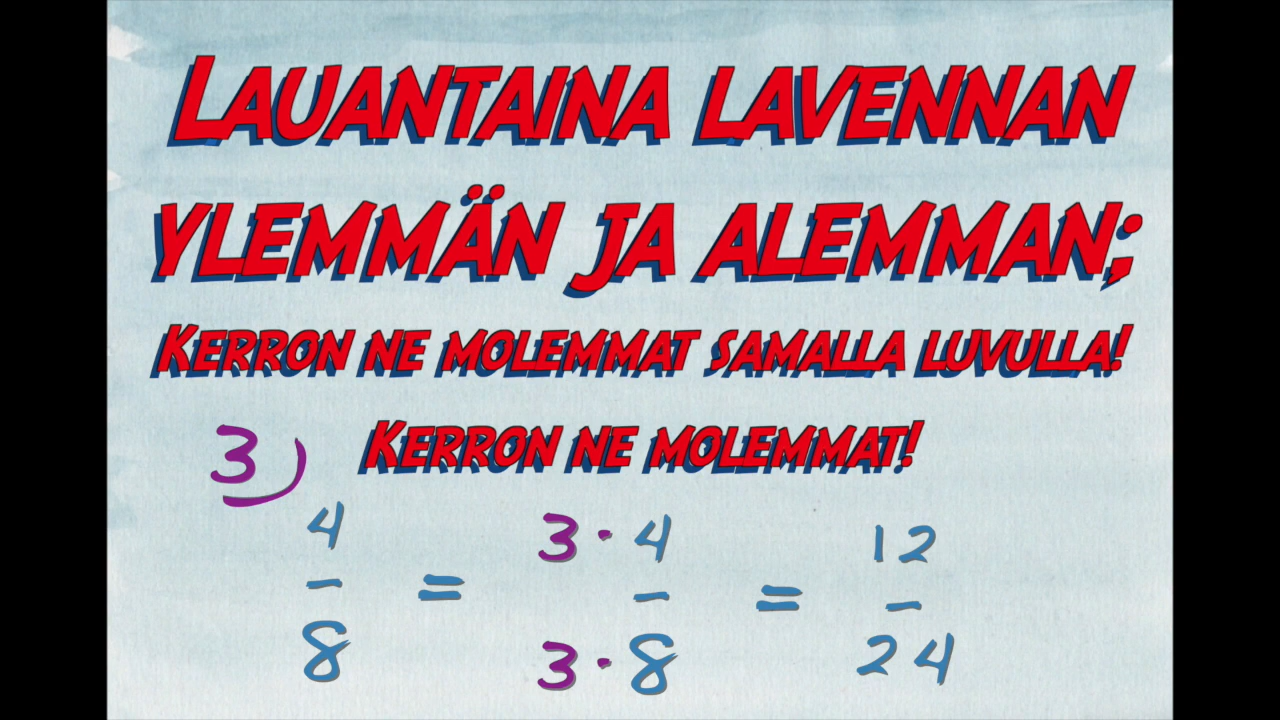 LAUANTAINA LAVENNAN
YLEMMÄN JA ALEMMAN;
KERRON NE MOLEMMAT SAMALLA LUVULLA!
KERRON NE MOLEMMAT!
3)
4 3·4 12
— = — = —
8 3·8 24